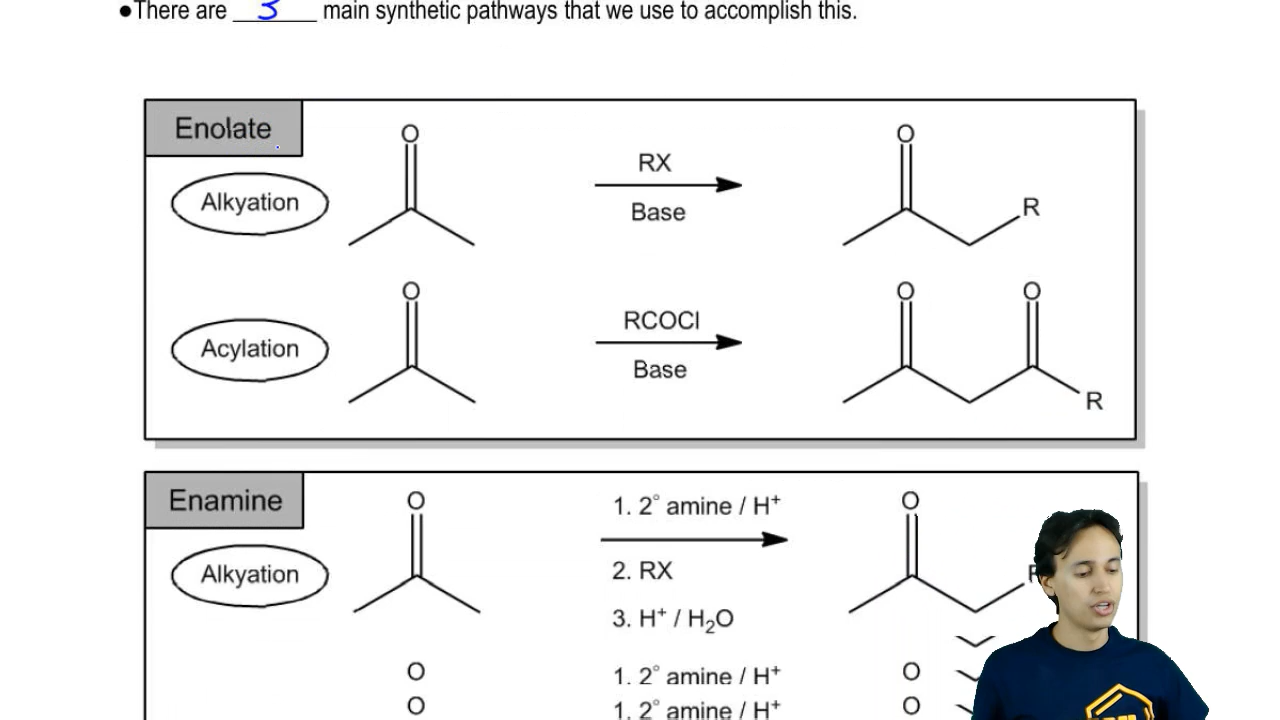 ●There are 3 main synthetic pathways that we use to accomplish this.
Enolate
Alkyation
O
RX
Base
O
R
Acylation
O
RCOCl
Base
O O
R
Enamine
Alkyation
O
1. 2° amine / H⁺
2. RX
3. H⁺ / H₂O
O
O
1. 2° amine / H⁺
O
O
1. 2° amine / H⁺
O